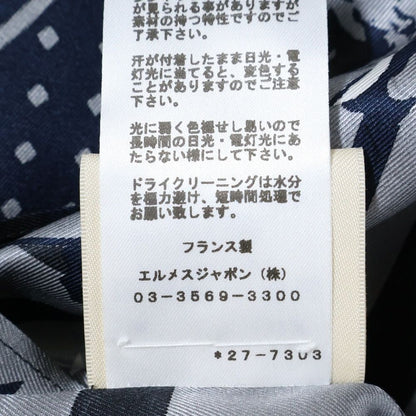 が見られる事がありますが
素材の持つ特性ですのでご
了承下さい。
汗が付着したまま日光・電
灯光に当てると、変色する
ことがありますのでご注意
下さい。
光に弱く色褪せし易いので
長時間の日光・電灯光にあ
たらない様にして下さい。
ドライクリーニングは水分
を極力避け、短時間処理で
お願い致します。
フランス製
エルメスジャポン（株）
03-3569-3300
*27-7303